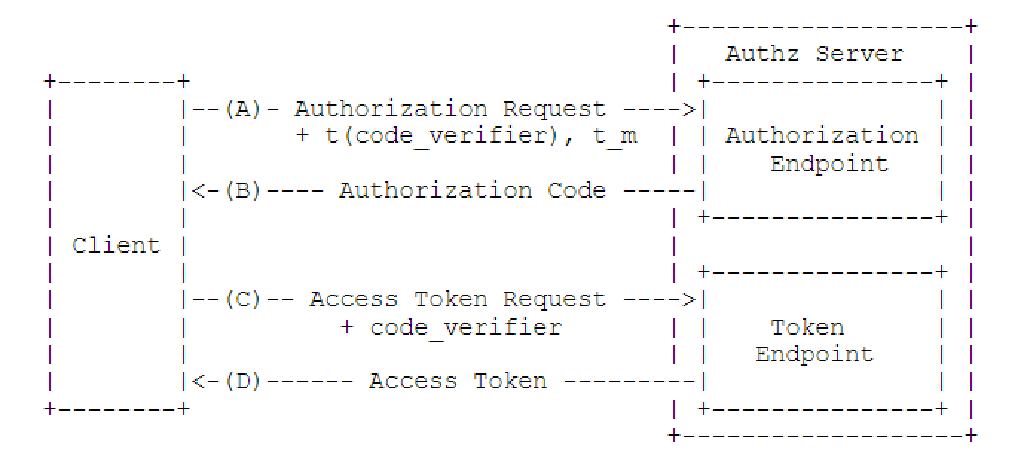 +-------------------+
|   Authz Server    |
+--------+                                | +---------------+ |
|        |--(A)- Authorization Request ---->|               | |
|        |       + t(code_verifier), t_m  | | Authorization | |
|        |                                | |    Endpoint   | |
|        |<-(B)---- Authorization Code -----|               | |
|        |                                | +---------------+ |
| Client |                                |                   |
|        |                                | +---------------+ |
|        |--(C)-- Access Token Request ---->|               | |
|        |          + code_verifier       | |    Token      | |
|        |                                | |   Endpoint    | |
|        |<-(D)------ Access Token ---------|               | |
+--------+                                | +---------------+ |
+-------------------+